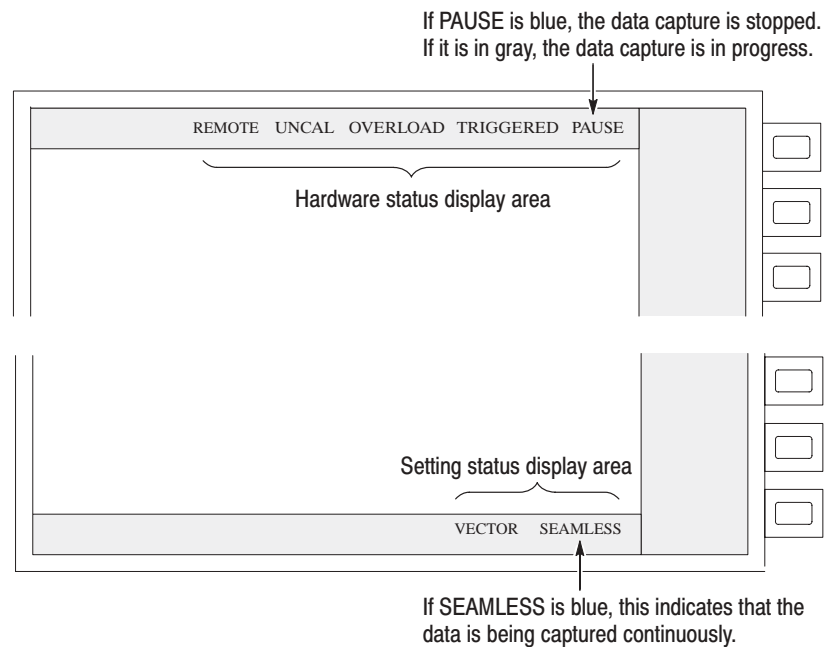 If PAUSE is blue, the data capture is stopped.
If it is in gray, the data capture is in progress.
REMOTE UNCAL OVERLOAD TRIGGERED PAUSE
Hardware status display area
Setting status display area
VECTOR SEAMLESS
If SEAMLESS is blue, this indicates that the
data is being captured continuously.